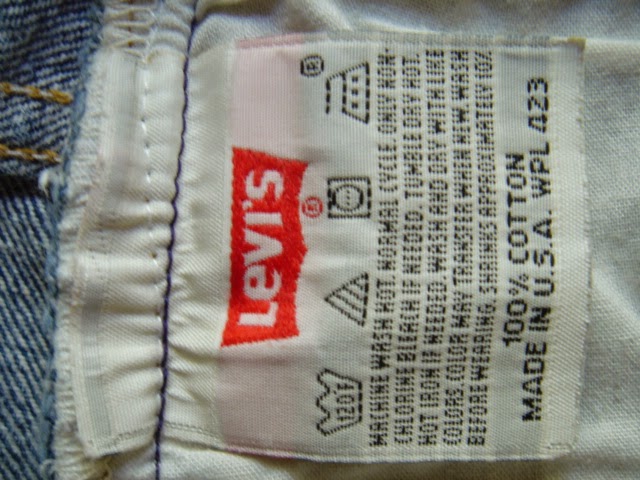 Levi's
®
®
120F
MACHINE WASH HOT NORMAL CYCLE. ONLY NON-
CHLORINE BLEACH IF NEEDED. TUMBLE DRY HOT.
HOT IRON IF NEEDED. WASH AND DRY WITH LIKE
COLORS. COLOR MAY TRANSFER WHEN NEW. WASH
BEFORE WEARING. SHRINKS APPROXIMATELY 10%
100% COTTON
MADE IN U.S.A. WPL 423